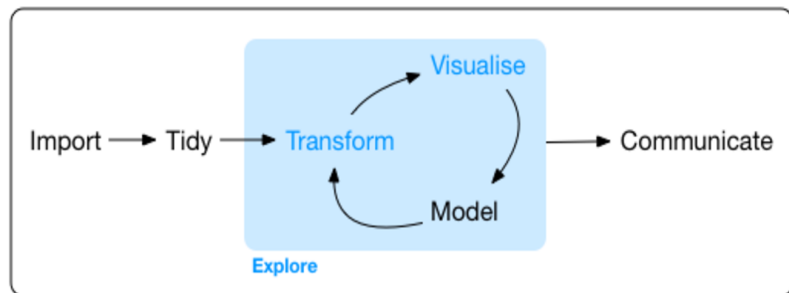 Visualise
Import Tidy Transform Communicate
Model
Explore